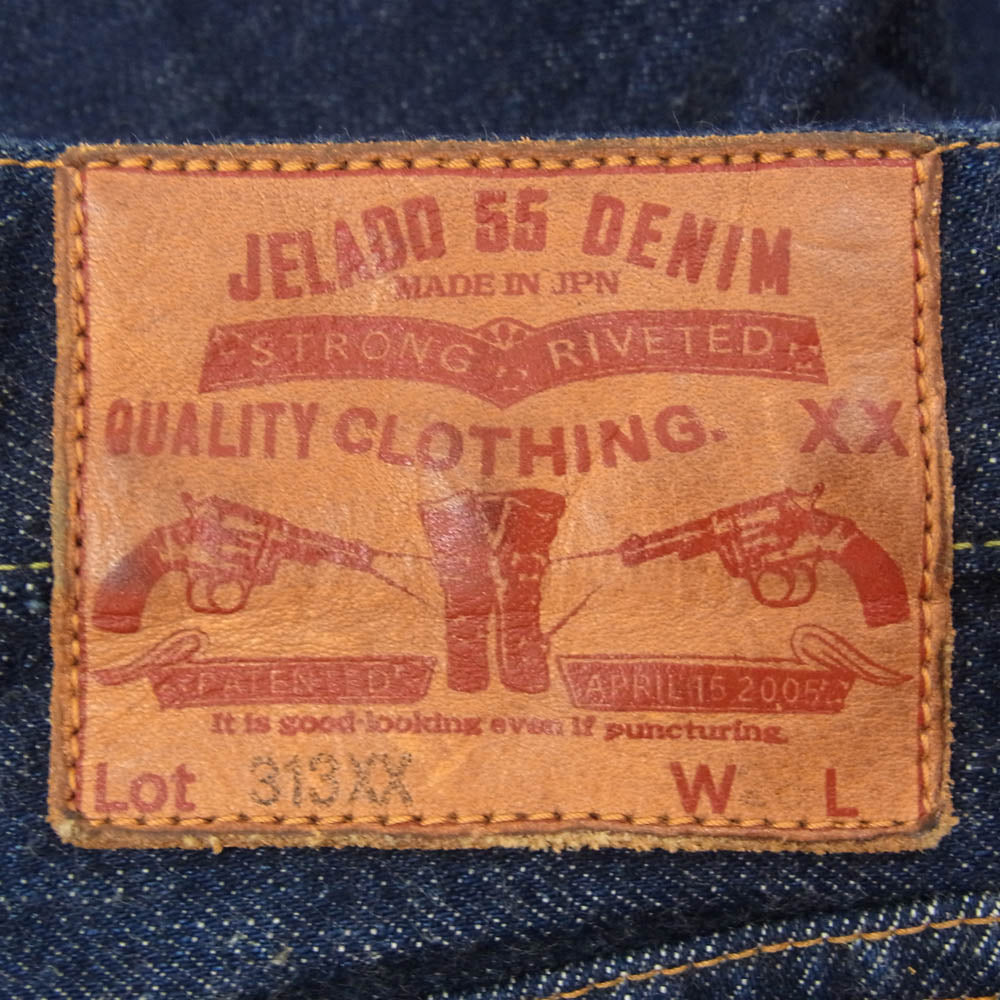 JELADO 55 DENIM
MADE IN JPN
STRONG RIVETED
QUALITY CLOTHING. XX
PATENTED APRIL 15
It is good-looking even if puncturing.
Lot 313XX W L